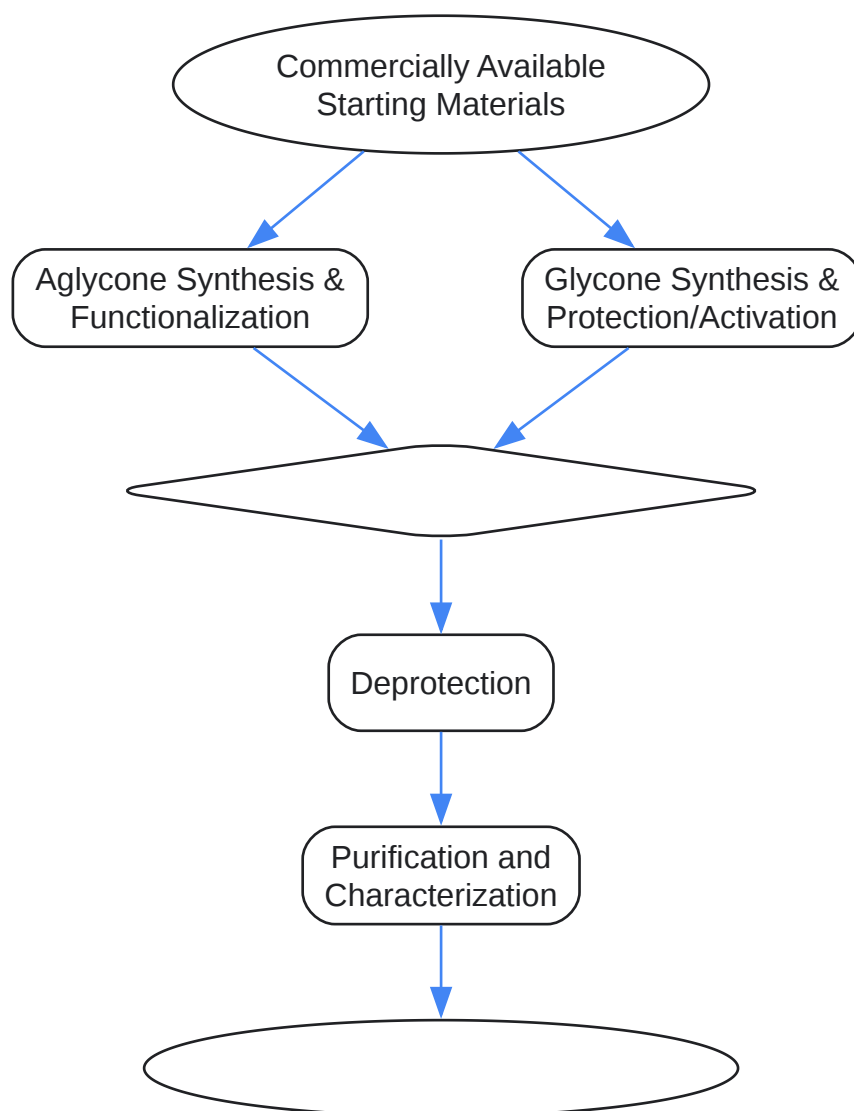 Commercially Available
Starting Materials
Aglycone Synthesis &
Functionalization
Glycone Synthesis &
Protection/Activation
Deprotection
Purification and
Characterization